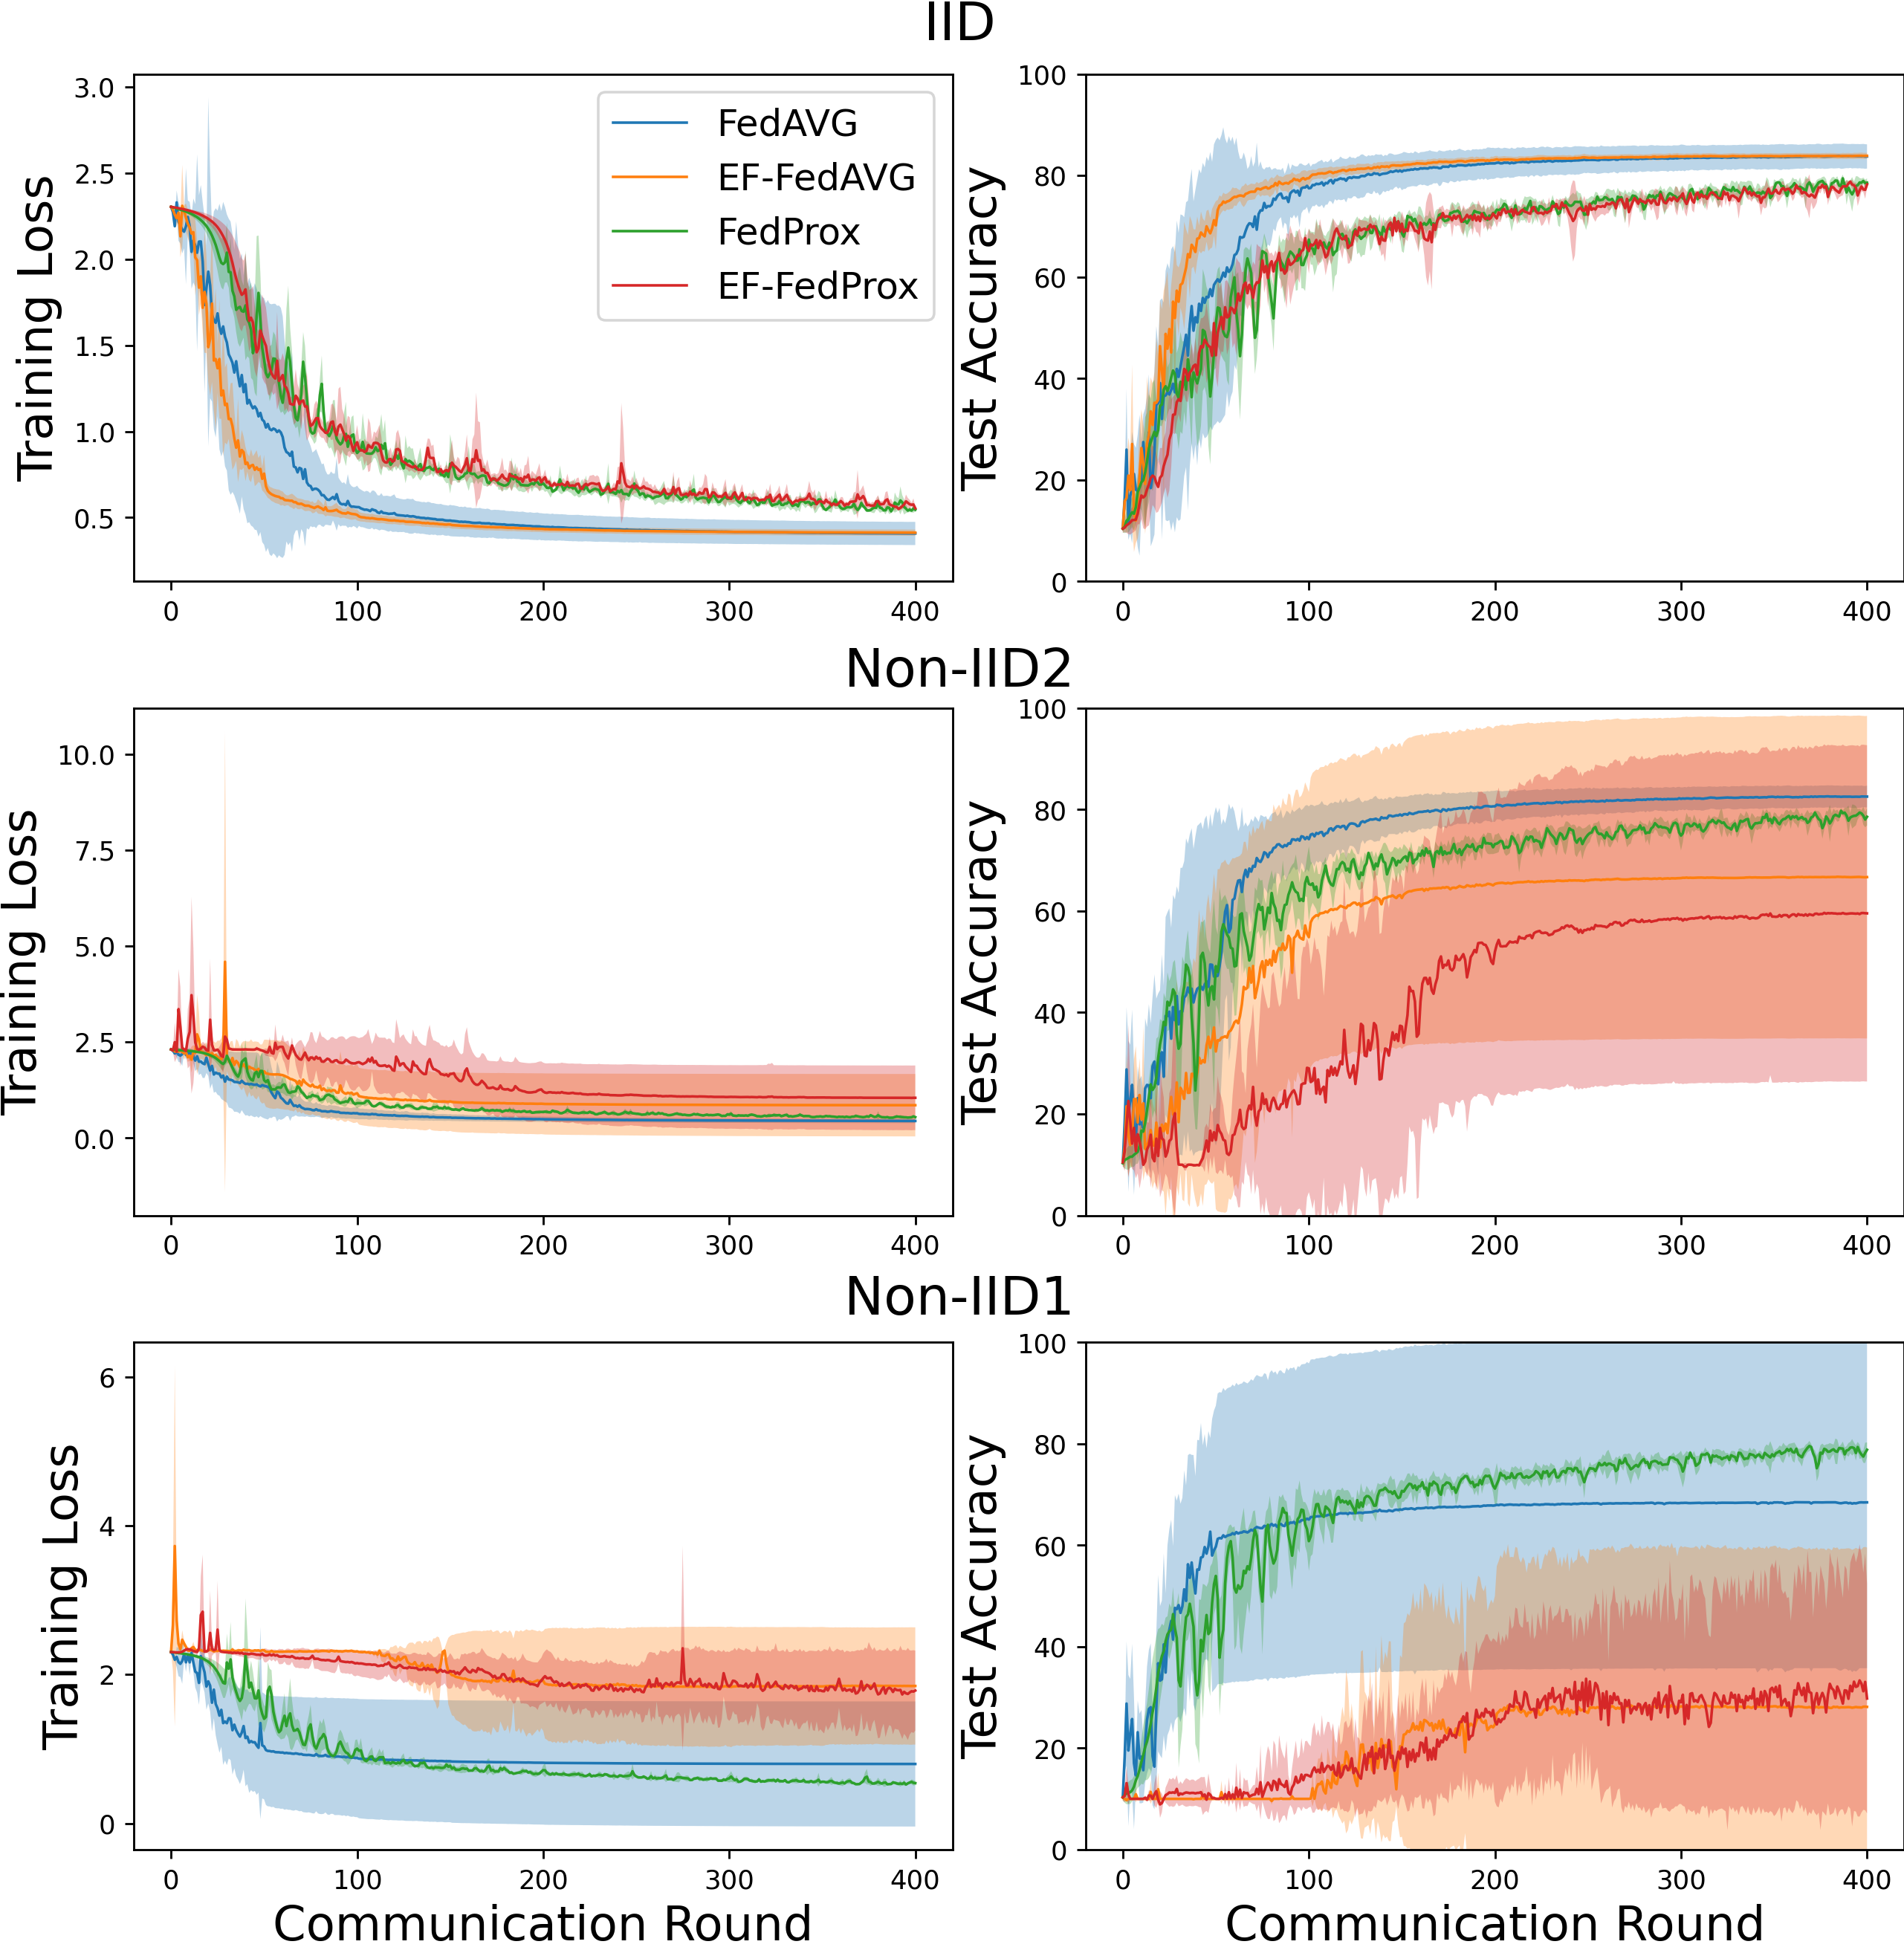 IID
Training Loss
3.0
2.5
2.0
1.5
1.0
0.5
0 100 200 300 400
FedAVG
EF-FedAVG
FedProx
EF-FedProx
Test Accuracy
100
80
60
40
20
0
0 100 200 300 400
Non-IID2
Training Loss
10.0
7.5
5.0
2.5
0.0
0 100 200 300 400
Test Accuracy
100
80
60
40
20
0
0 100 200 300 400
Non-IID1
Training Loss
6
4
2
0
0 100 200 300 400
Communication Round
Test Accuracy
100
80
60
40
20
0
0 100 200 300 400
Communication Round